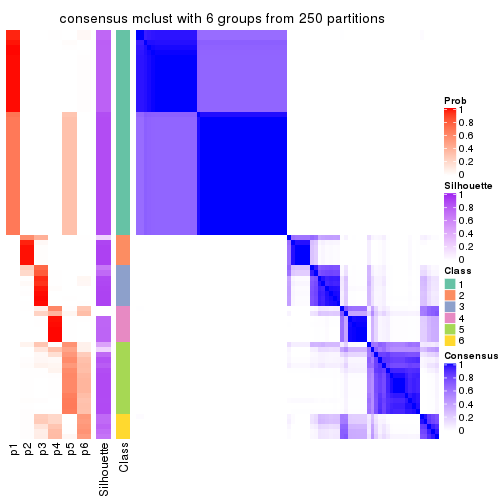 consensus mclust with 6 groups from 250 partitions
Prob
1
0.8
0.6
0.4
0.2
0
Silhouette
1
0.8
0.6
0.4
0.2
0
Class
1
2
3
4
5
6
Consensus
1
0.8
0.6
0.4
0.2
0
p1
p2
p3
p4
p5
p6
Silhouette
Class